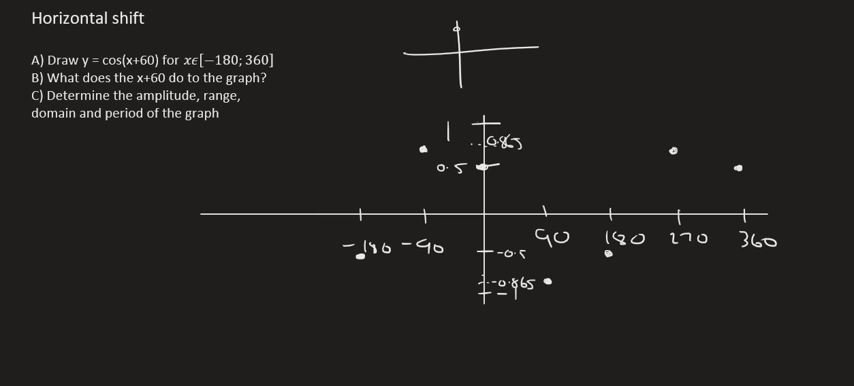 Horizontal shift
A) Draw y = cos(x+60) for xϵ[−180; 360]
B) What does the x+60 do to the graph?
C) Determine the amplitude, range,
domain and period of the graph
1
0.865
0.5
-180 -90 90 180 270 360
-0.5
-0.865
-1